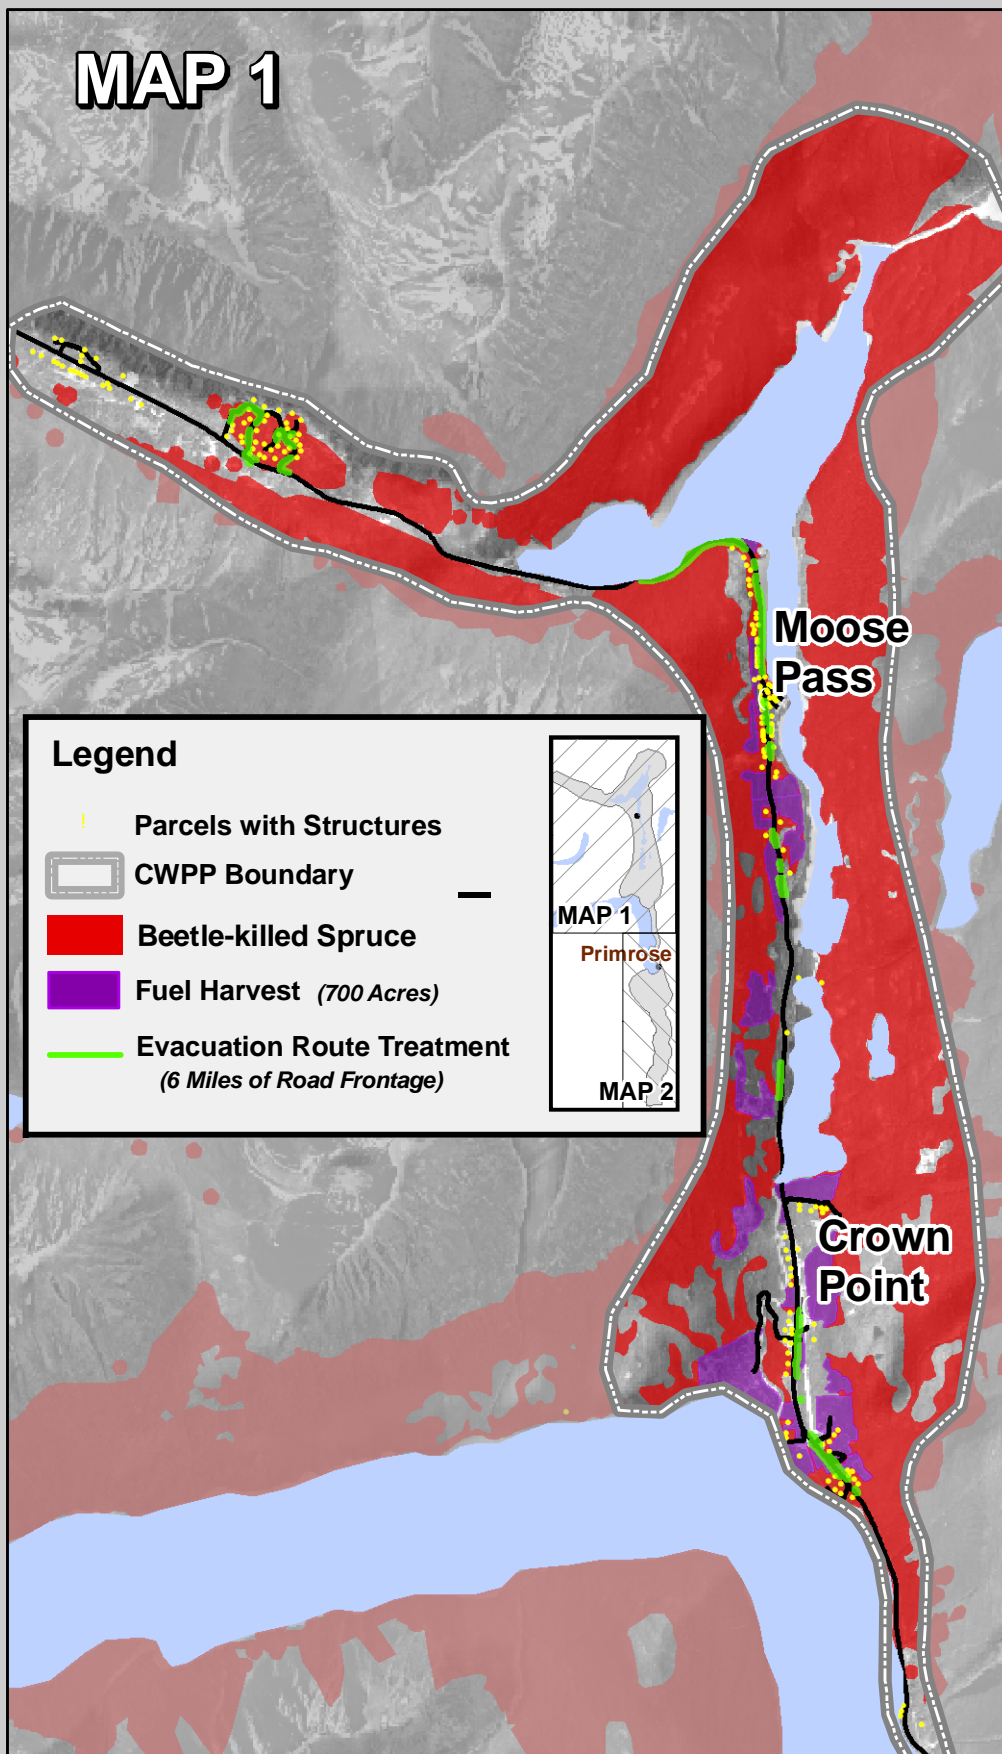 MAP 1
Moose
Pass
Legend
Parcels with Structures
CWPP Boundary
Beetle-killed Spruce
Fuel Harvest (700 Acres)
Evacuation Route Treatment
(6 Miles of Road Frontage)
MAP 1
Primrose
MAP 2
Crown
Point